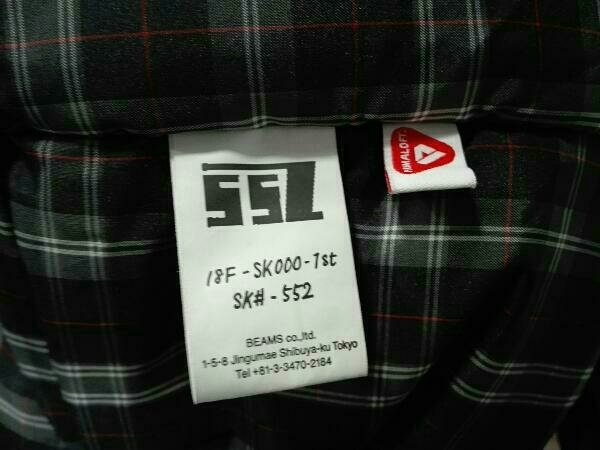 SSZ
18F-SK000-1st
SK#-552
BEAMS co.,ltd.
1-5-8 Jingumae Shibuya-ku Tokyo
Tel +81-3-3470-2184